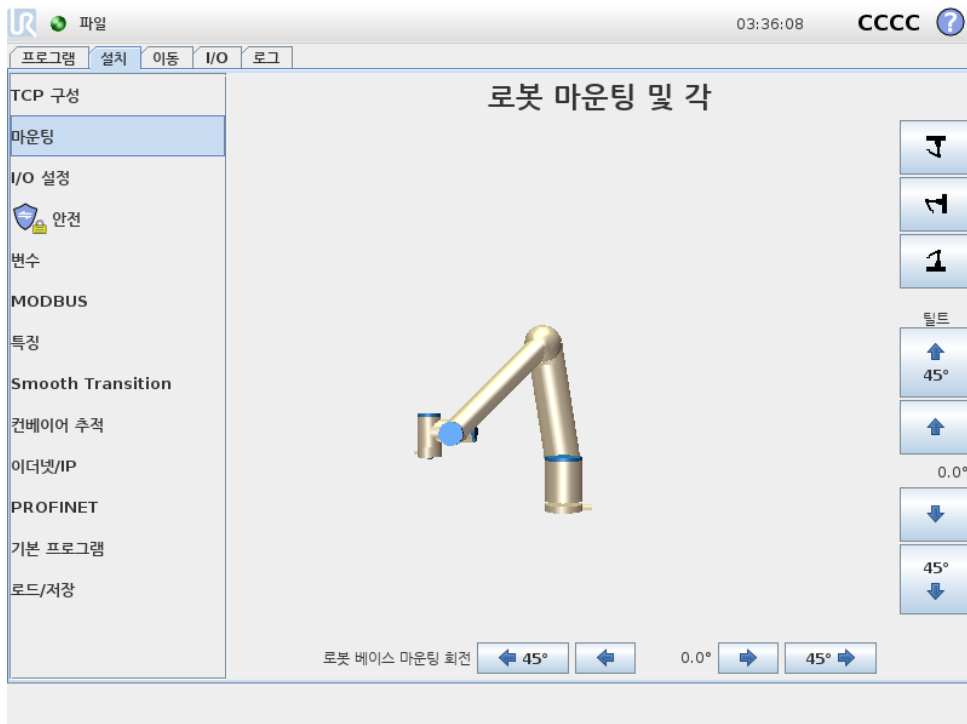 UR 파일 03:36:08 CCCC ?
프로그램 설치 이동 I/O 로그
TCP 구성
로봇 마운팅 및 각
마운팅
I/O 설정
안전
변수
MODBUS
특징
틸트
45°
Smooth Transition
컨베이어 추적
이더넷/IP
0.0°
PROFINET
기본 프로그램
45°
로드/저장
로봇 베이스 마운팅 회전 45° 0.0° 45°